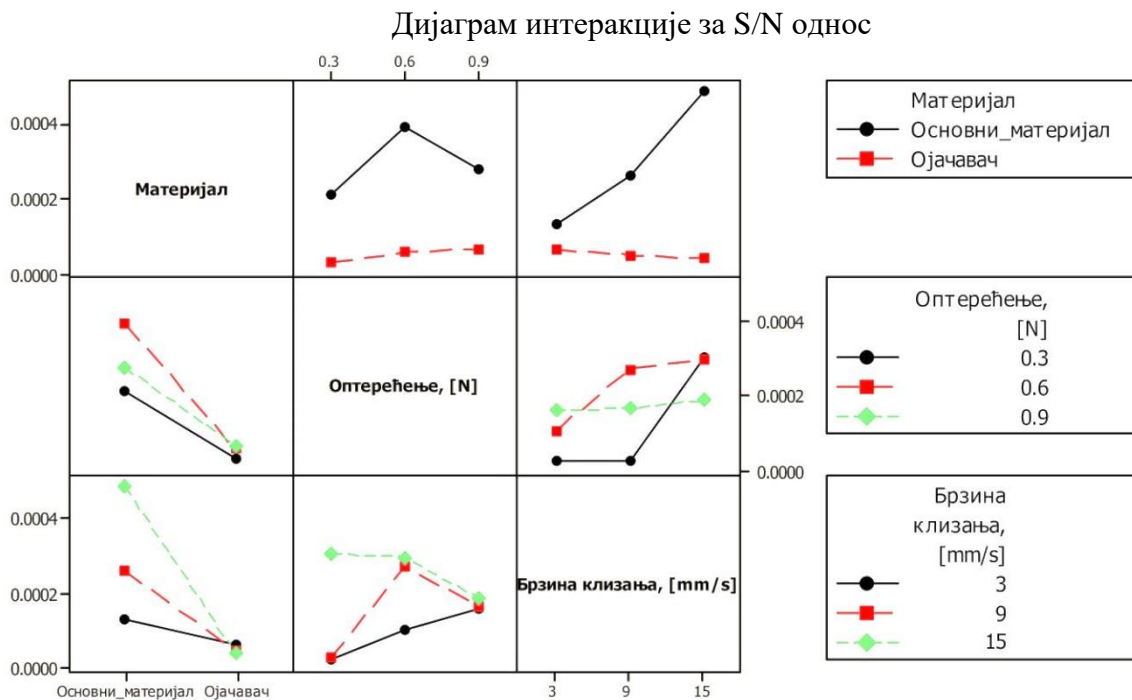 Дијаграм интеракције за S/N однос
0.3 0.6 0.9
0.0004
0.0002
0.0000
Материјал
Материјал
Основни_материјал
Ојачавач
Оптерећење, [N]
0.0004
0.0002
0.0000
Оптерећење,
[N]
0.3
0.6
0.9
0.0004
0.0002
0.0000
Брзина клизања, [mm/s]
Брзина
клизања,
[mm/s]
3
9
15
Основни_материјал Ојачавач
3 9 15